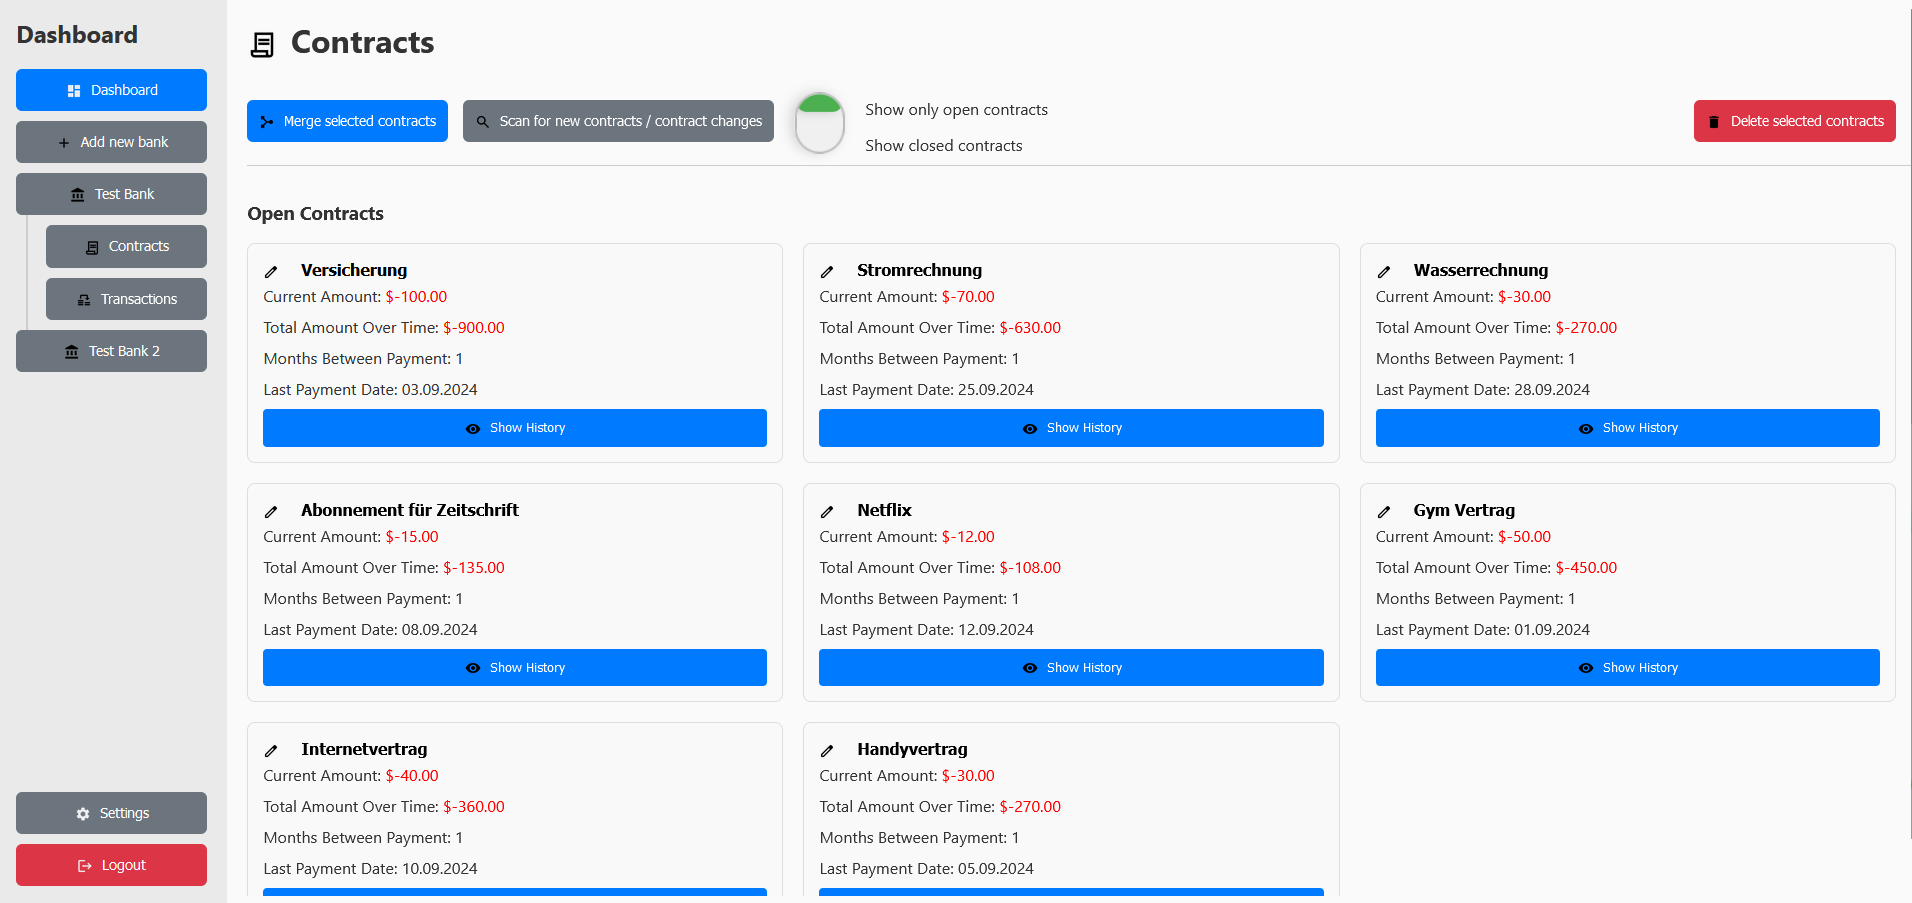 Dashboard
Dashboard
Add new bank
Test Bank
Contracts
Transactions
Test Bank 2
Settings
Logout
Contracts
Merge selected contracts
Scan for new contracts / contract changes
Show only open contracts
Show closed contracts
Delete selected contracts
Open Contracts
Versicherung
Current Amount: $-100.00
Total Amount Over Time: $-900.00
Months Between Payment: 1
Last Payment Date: 03.09.2024
Show History
Stromrechnung
Current Amount: $-70.00
Total Amount Over Time: $-630.00
Months Between Payment: 1
Last Payment Date: 25.09.2024
Show History
Wasserrechnung
Current Amount: $-30.00
Total Amount Over Time: $-270.00
Months Between Payment: 1
Last Payment Date: 28.09.2024
Show History
Abonnement für Zeitschrift
Current Amount: $-15.00
Total Amount Over Time: $-135.00
Months Between Payment: 1
Last Payment Date: 08.09.2024
Show History
Netflix
Current Amount: $-12.00
Total Amount Over Time: $-108.00
Months Between Payment: 1
Last Payment Date: 12.09.2024
Show History
Gym Vertrag
Current Amount: $-50.00
Total Amount Over Time: $-450.00
Months Between Payment: 1
Last Payment Date: 01.09.2024
Show History
Internetvertrag
Current Amount: $-40.00
Total Amount Over Time: $-360.00
Months Between Payment: 1
Last Payment Date: 10.09.2024
Handyvertrag
Current Amount: $-30.00
Total Amount Over Time: $-270.00
Months Between Payment: 1
Last Payment Date: 05.09.2024